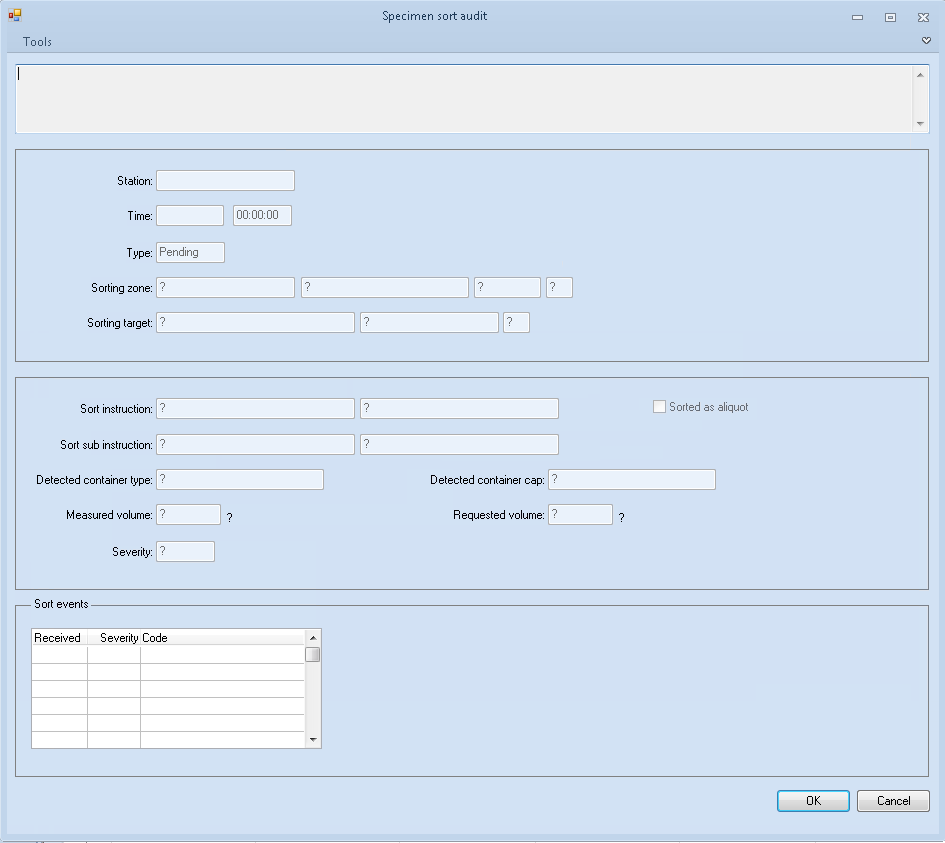 Specimen sort audit
Tools
Station:
Time: 00:00:00
Type: Pending
Sorting zone: ? ? ? ?
Sorting target: ? ? ?
Sort instruction: ? ? Sorted as aliquot
Sort sub instruction: ? ?
Detected container type: ? Detected container cap: ?
Measured volume: ? ? Requested volume: ? ?
Severity: ?
Sort events
Received Severity Code
OK Cancel